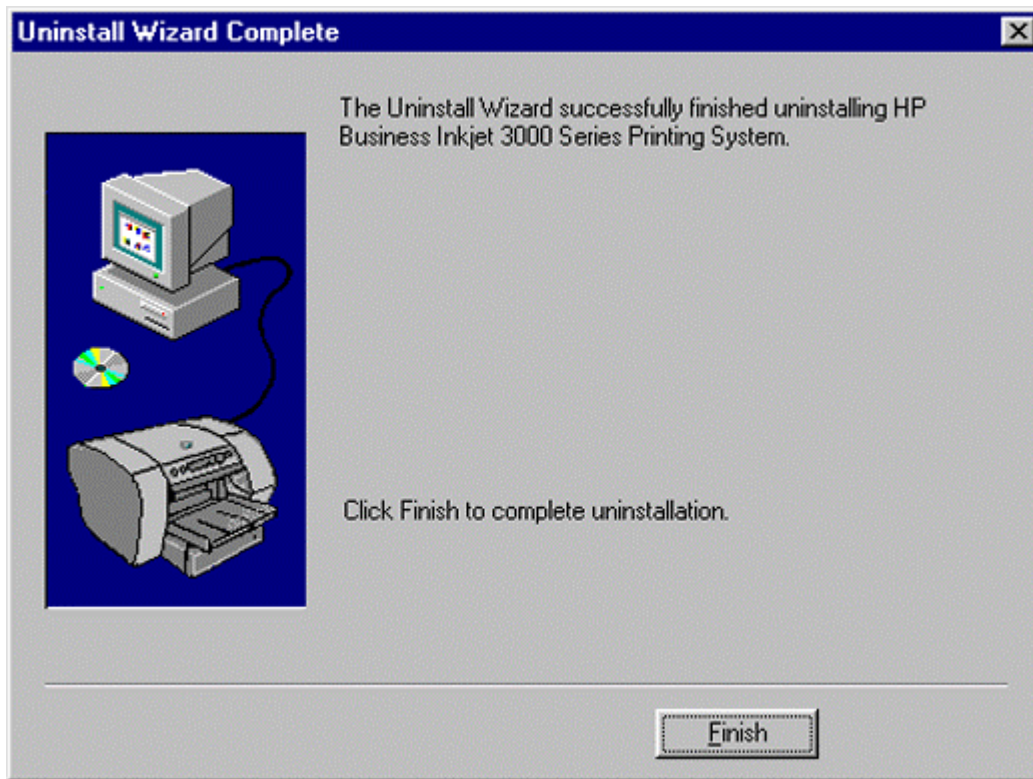 Uninstall Wizard Complete
The Uninstall Wizard successfully finished uninstalling HP
Business Inkjet 3000 Series Printing System.
Click Finish to complete uninstallation.
Finish